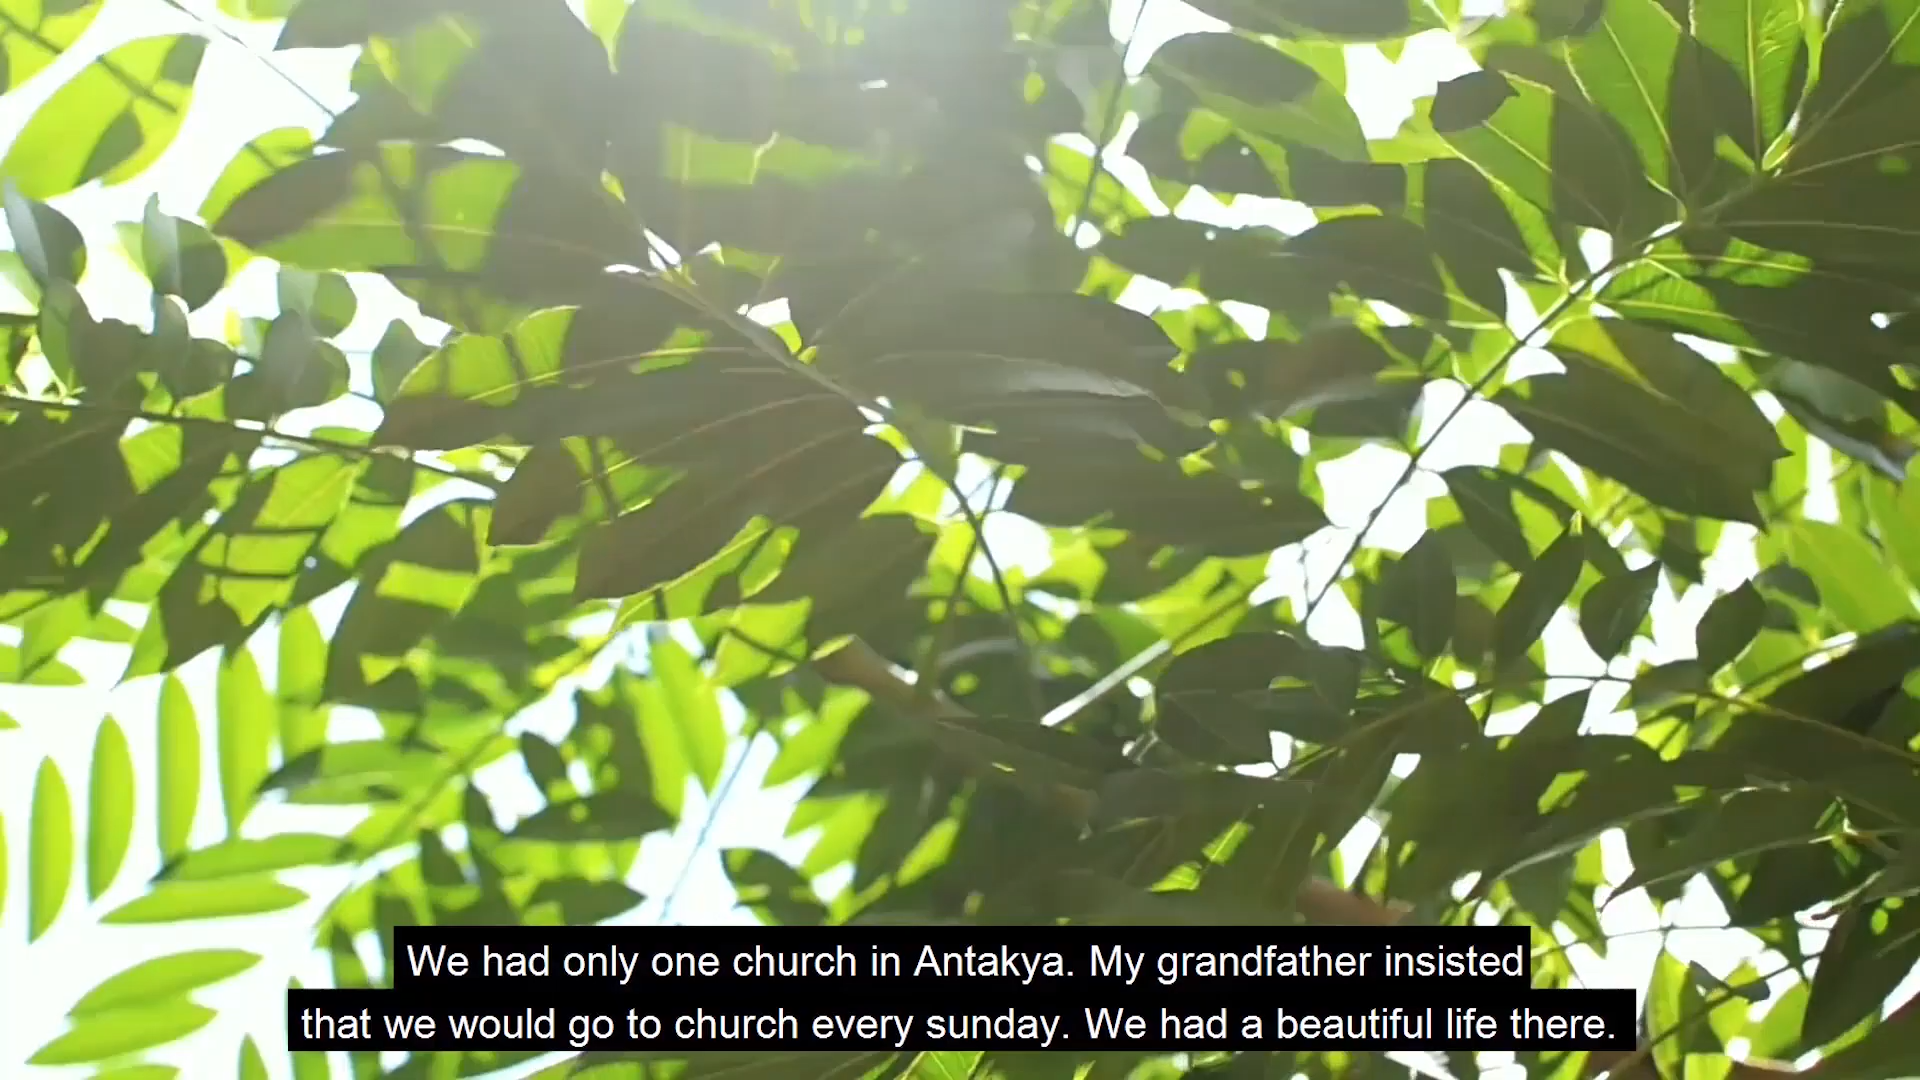 We had only one church in Antakya. My grandfather insisted
that we would go to church every sunday. We had a beautiful life there.